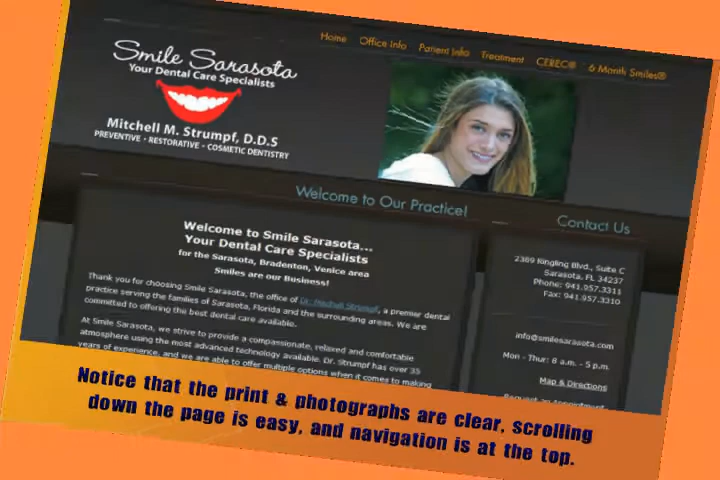 Home Office Info Patient Info Treatment CEREC® 6 Month Smiles®
Smile Sarasota
Your Dental Care Specialists
Mitchell M. Strumpf, D.D.S
PREVENTIVE · RESTORATIVE · COSMETIC DENTISTRY
Welcome to Our Practice!
Welcome to Smile Sarasota...
Your Dental Care Specialists
for the Sarasota, Bradenton, Venice area
Smiles are our Business!
Thank you for choosing Smile Sarasota, the office of Dr. Mitchell Strumpf, a premier dental
practice serving the families of Sarasota, Florida and the surrounding areas. We are
committed to offering the best dental care available.
At Smile Sarasota, we strive to provide a compassionate, relaxed and comfortable
atmosphere using the most advanced technology available. Dr. Strumpf has over 35
years of experience, and we are able to offer multiple options when it comes to making
Contact Us
2389 Ringling Blvd., Suite C
Sarasota, FL 34237
Phone: 941.957.3311
Fax: 941.957.3310
info@smilesarasota.com
Mon - Thur: 8 a.m. - 5 p.m.
Map & Directions
Request an Appointment
Notice that the print & photographs are clear, scrolling
down the page is easy, and navigation is at the top.